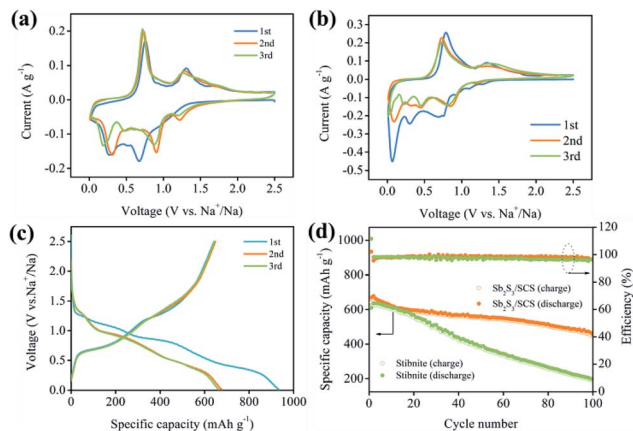 (a)
0.2
0.1
0.0
-0.1
-0.2
Current (A g⁻¹)
1st
2nd
3rd
0.0 0.5 1.0 1.5 2.0 2.5
Voltage (V vs. Na⁺/Na)
(b)
0.3
0.2
0.1
0.0
-0.1
-0.2
-0.3
-0.4
-0.5
Current (A g⁻¹)
1st
2nd
3rd
0.0 0.5 1.0 1.5 2.0 2.5
Voltage (V vs. Na⁺/Na)
(c)
2.5
2.0
1.5
1.0
0.5
0.0
Voltage (V vs.Na⁺/Na)
1st
2nd
3rd
0 200 400 600 800 1000
Specific capacity (mAh g⁻¹)
(d)
1000
800
600
400
200
Specific capacity (mAh g⁻¹)
120
100
80
60
40
20
0
Efficiency (%)
Sb₂S₃/SCS (charge)
Sb₂S₃/SCS (discharge)
Stibnite (charge)
Stibnite (discharge)
0 20 40 60 80 100
Cycle number